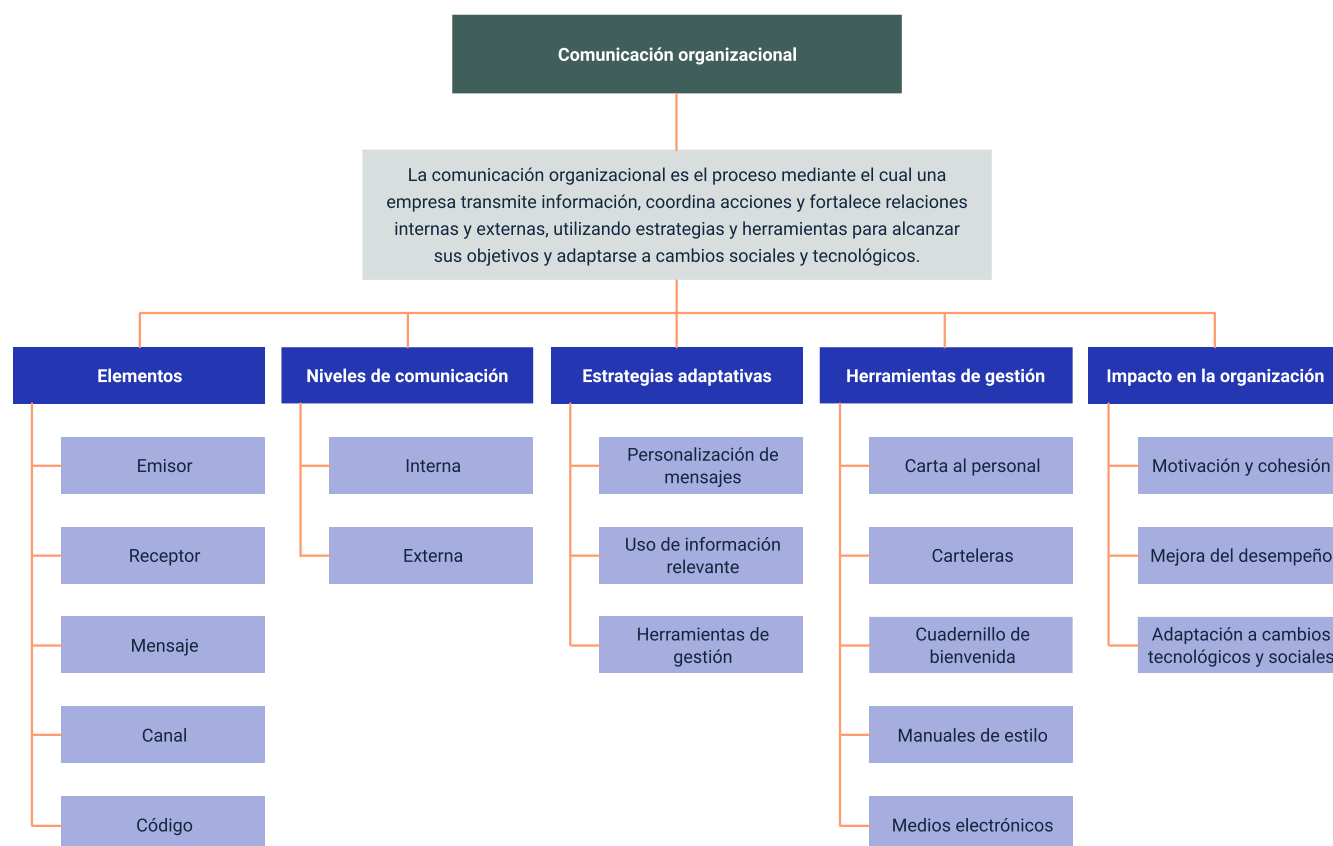 Comunicación organizacional
La comunicación organizacional es el proceso mediante el cual una
empresa transmite información, coordina acciones y fortalece relaciones
internas y externas, utilizando estrategias y herramientas para alcanzar
sus objetivos y adaptarse a cambios sociales y tecnológicos.
Elementos
Emisor
Receptor
Mensaje
Canal
Código
Niveles de comunicación
Interna
Externa
Estrategias adaptativas
Personalización de
mensajes
Uso de información
relevante
Herramientas de
gestión
Herramientas de gestión
Carta al personal
Carteleras
Cuadernillo de
bienvenida
Manuales de estilo
Medios electrónicos
Impacto en la organización
Motivación y cohesión
Mejora del desempeño
Adaptación a cambios
tecnológicos y sociales